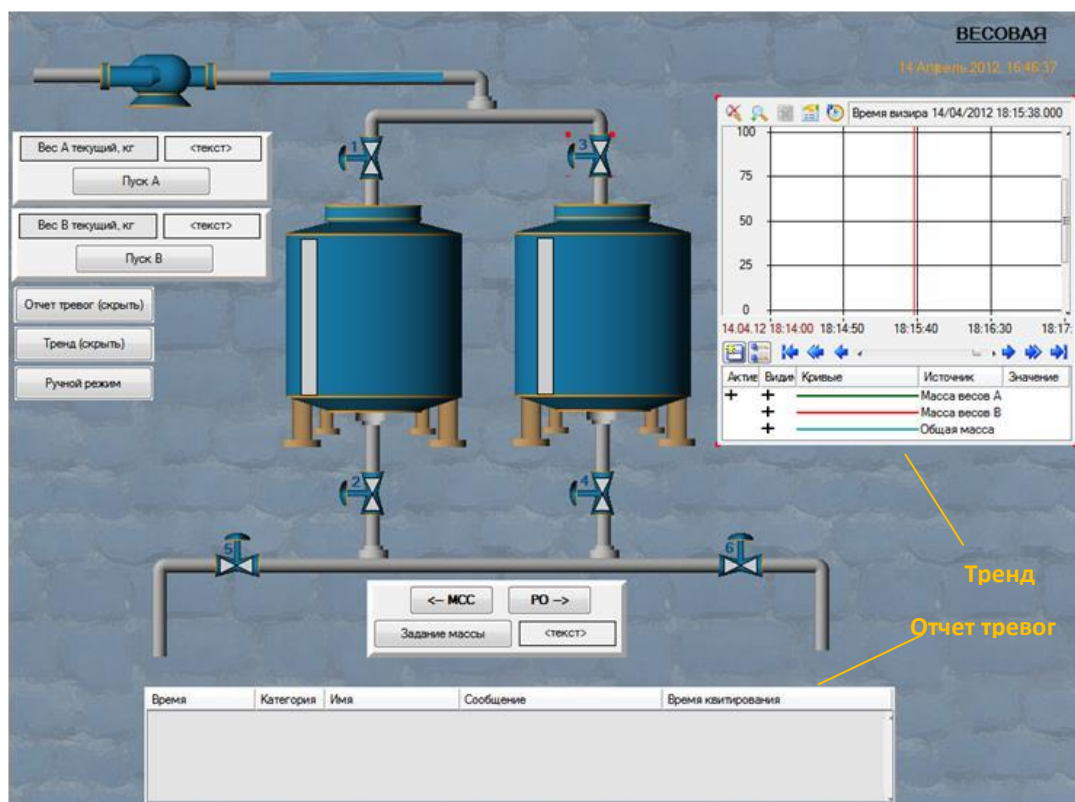 ВЕСОВАЯ
14 Апрель 2012, 16:46:37
Вес А текущий, кг <текст>
Пуск А
Вес В текущий, кг <текст>
Пуск В
Отчет тревог (скрыть)
Тренд (скрыть)
Ручной режим
1
3
2
4
5
6
Время визира 14/04/2012 18:15:38.000
100
75
50
25
0
14.04.12 18:14:00 18:14:50 18:15:40 18:16:30 18:17:
Актив Види Кривые Источник Значение
Масса весов А
Масса весов В
Общая масса
Тренд
Отчет тревог
<-- МСС РО -->
Задание массы <текст>
Время Категория Имя Сообщение Время квитирования